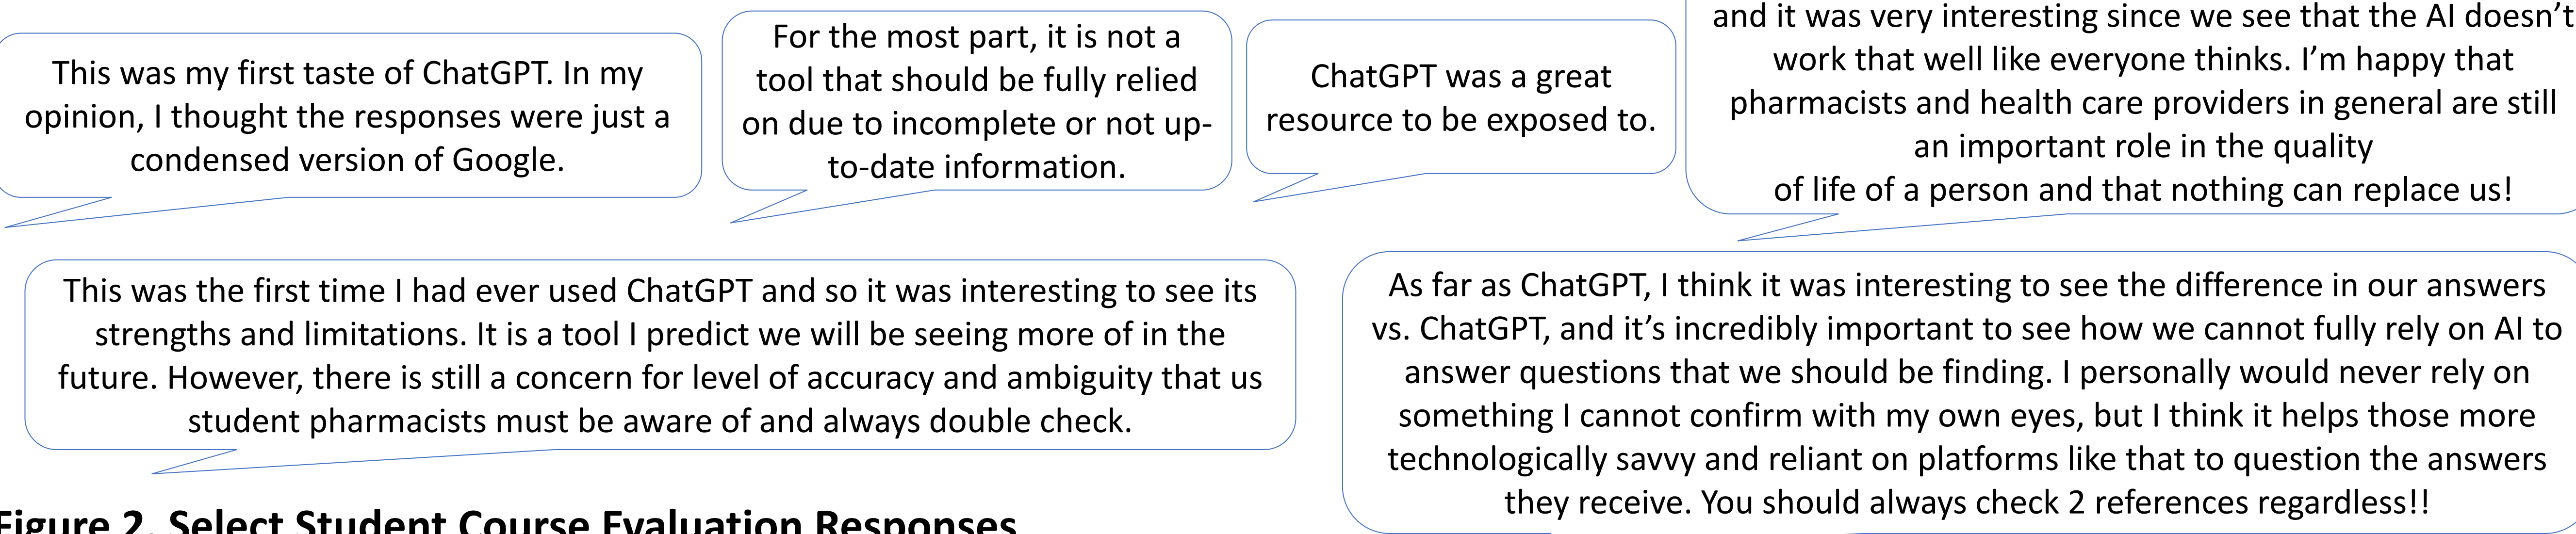 This was my first taste of ChatGPT. In my
opinion, I thought the responses were just a
condensed version of Google.
For the most part, it is not a
tool that should be fully relied
on due to incomplete or not up-
to-date information.
ChatGPT was a great
resource to be exposed to.
and it was very interesting since we see that the AI doesn’t
work that well like everyone thinks. I’m happy that
pharmacists and health care providers in general are still
an important role in the quality
of life of a person and that nothing can replace us!
This was the first time I had ever used ChatGPT and so it was interesting to see its
strengths and limitations. It is a tool I predict we will be seeing more of in the
future. However, there is still a concern for level of accuracy and ambiguity that us
student pharmacists must be aware of and always double check.
As far as ChatGPT, I think it was interesting to see the difference in our answers
vs. ChatGPT, and it’s incredibly important to see how we cannot fully rely on AI to
answer questions that we should be finding. I personally would never rely on
something I cannot confirm with my own eyes, but I think it helps those more
technologically savvy and reliant on platforms like that to question the answers
they receive. You should always check 2 references regardless!!
Figure 2. Select Student Course Evaluation Responses